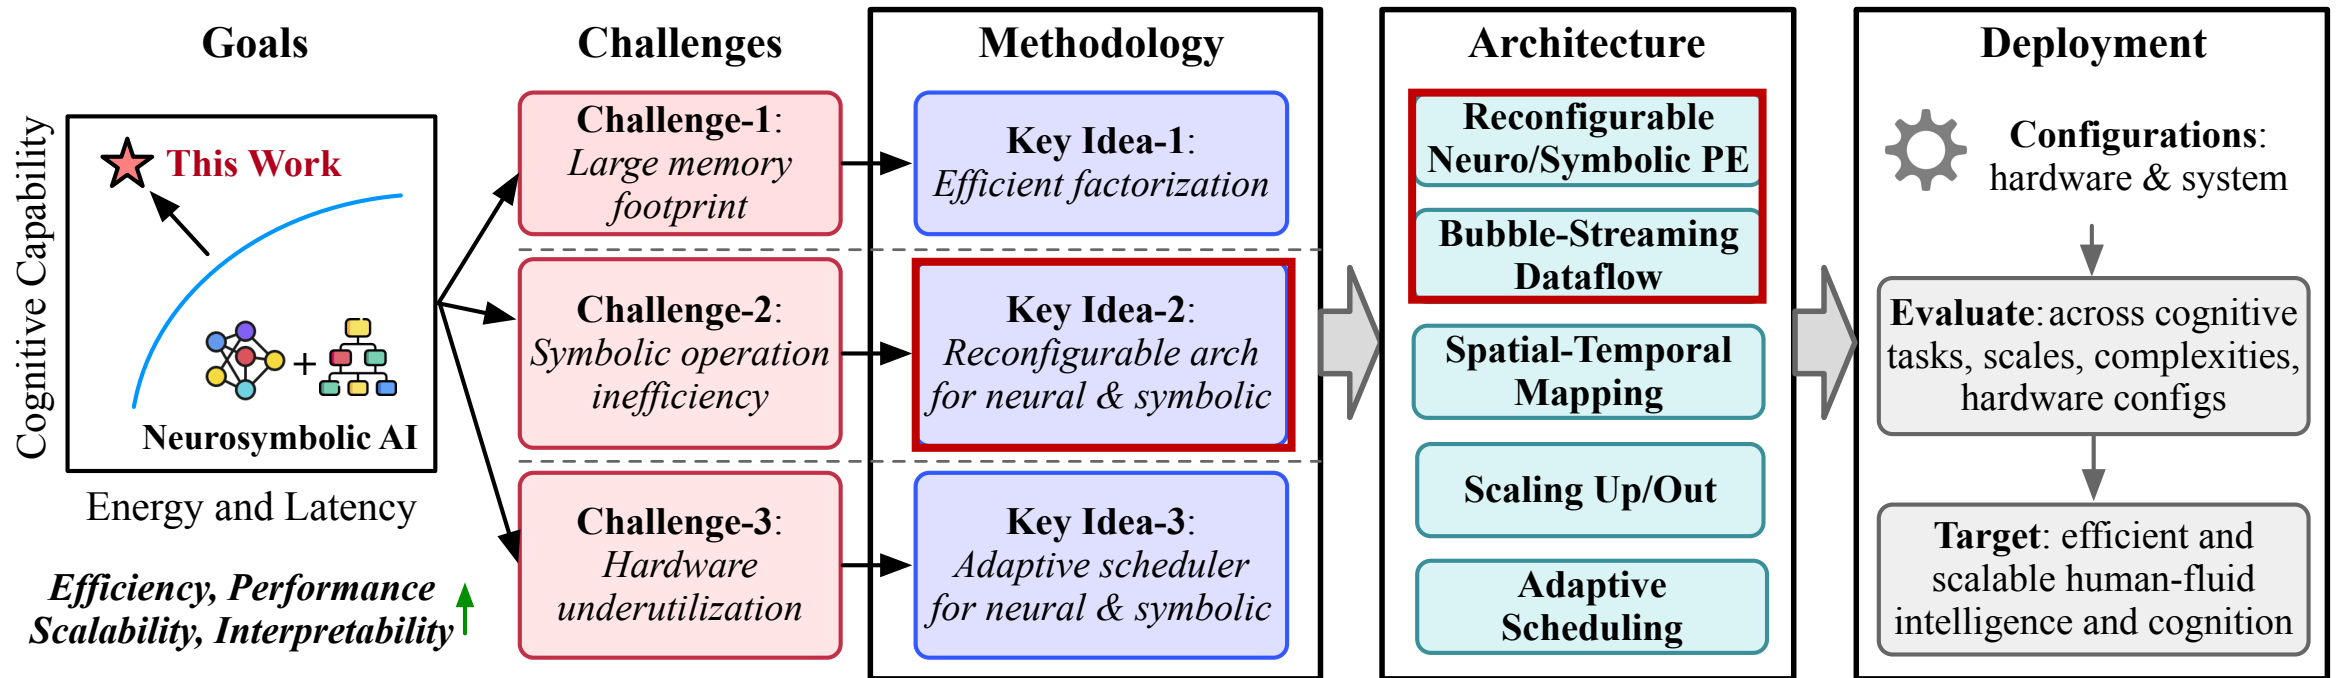 Goals
Cognitive Capability
This Work
+
Neurosymbolic AI
Energy and Latency
Efficiency, Performance
Scalability, Interpretability
Challenges
Challenge-1:
Large memory
footprint
Challenge-2:
Symbolic operation
inefficiency
Challenge-3:
Hardware
underutilization
Methodology
Key Idea-1:
Efficient factorization
Key Idea-2:
Reconfigurable arch
for neural & symbolic
Key Idea-3:
Adaptive scheduler
for neural & symbolic
Architecture
Reconfigurable
Neuro/Symbolic PE
Bubble-Streaming
Dataflow
Spatial-Temporal
Mapping
Scaling Up/Out
Adaptive
Scheduling
Deployment
Configurations:
hardware & system
Evaluate: across cognitive
tasks, scales, complexities,
hardware configs
Target: efficient and
scalable human-fluid
intelligence and cognition